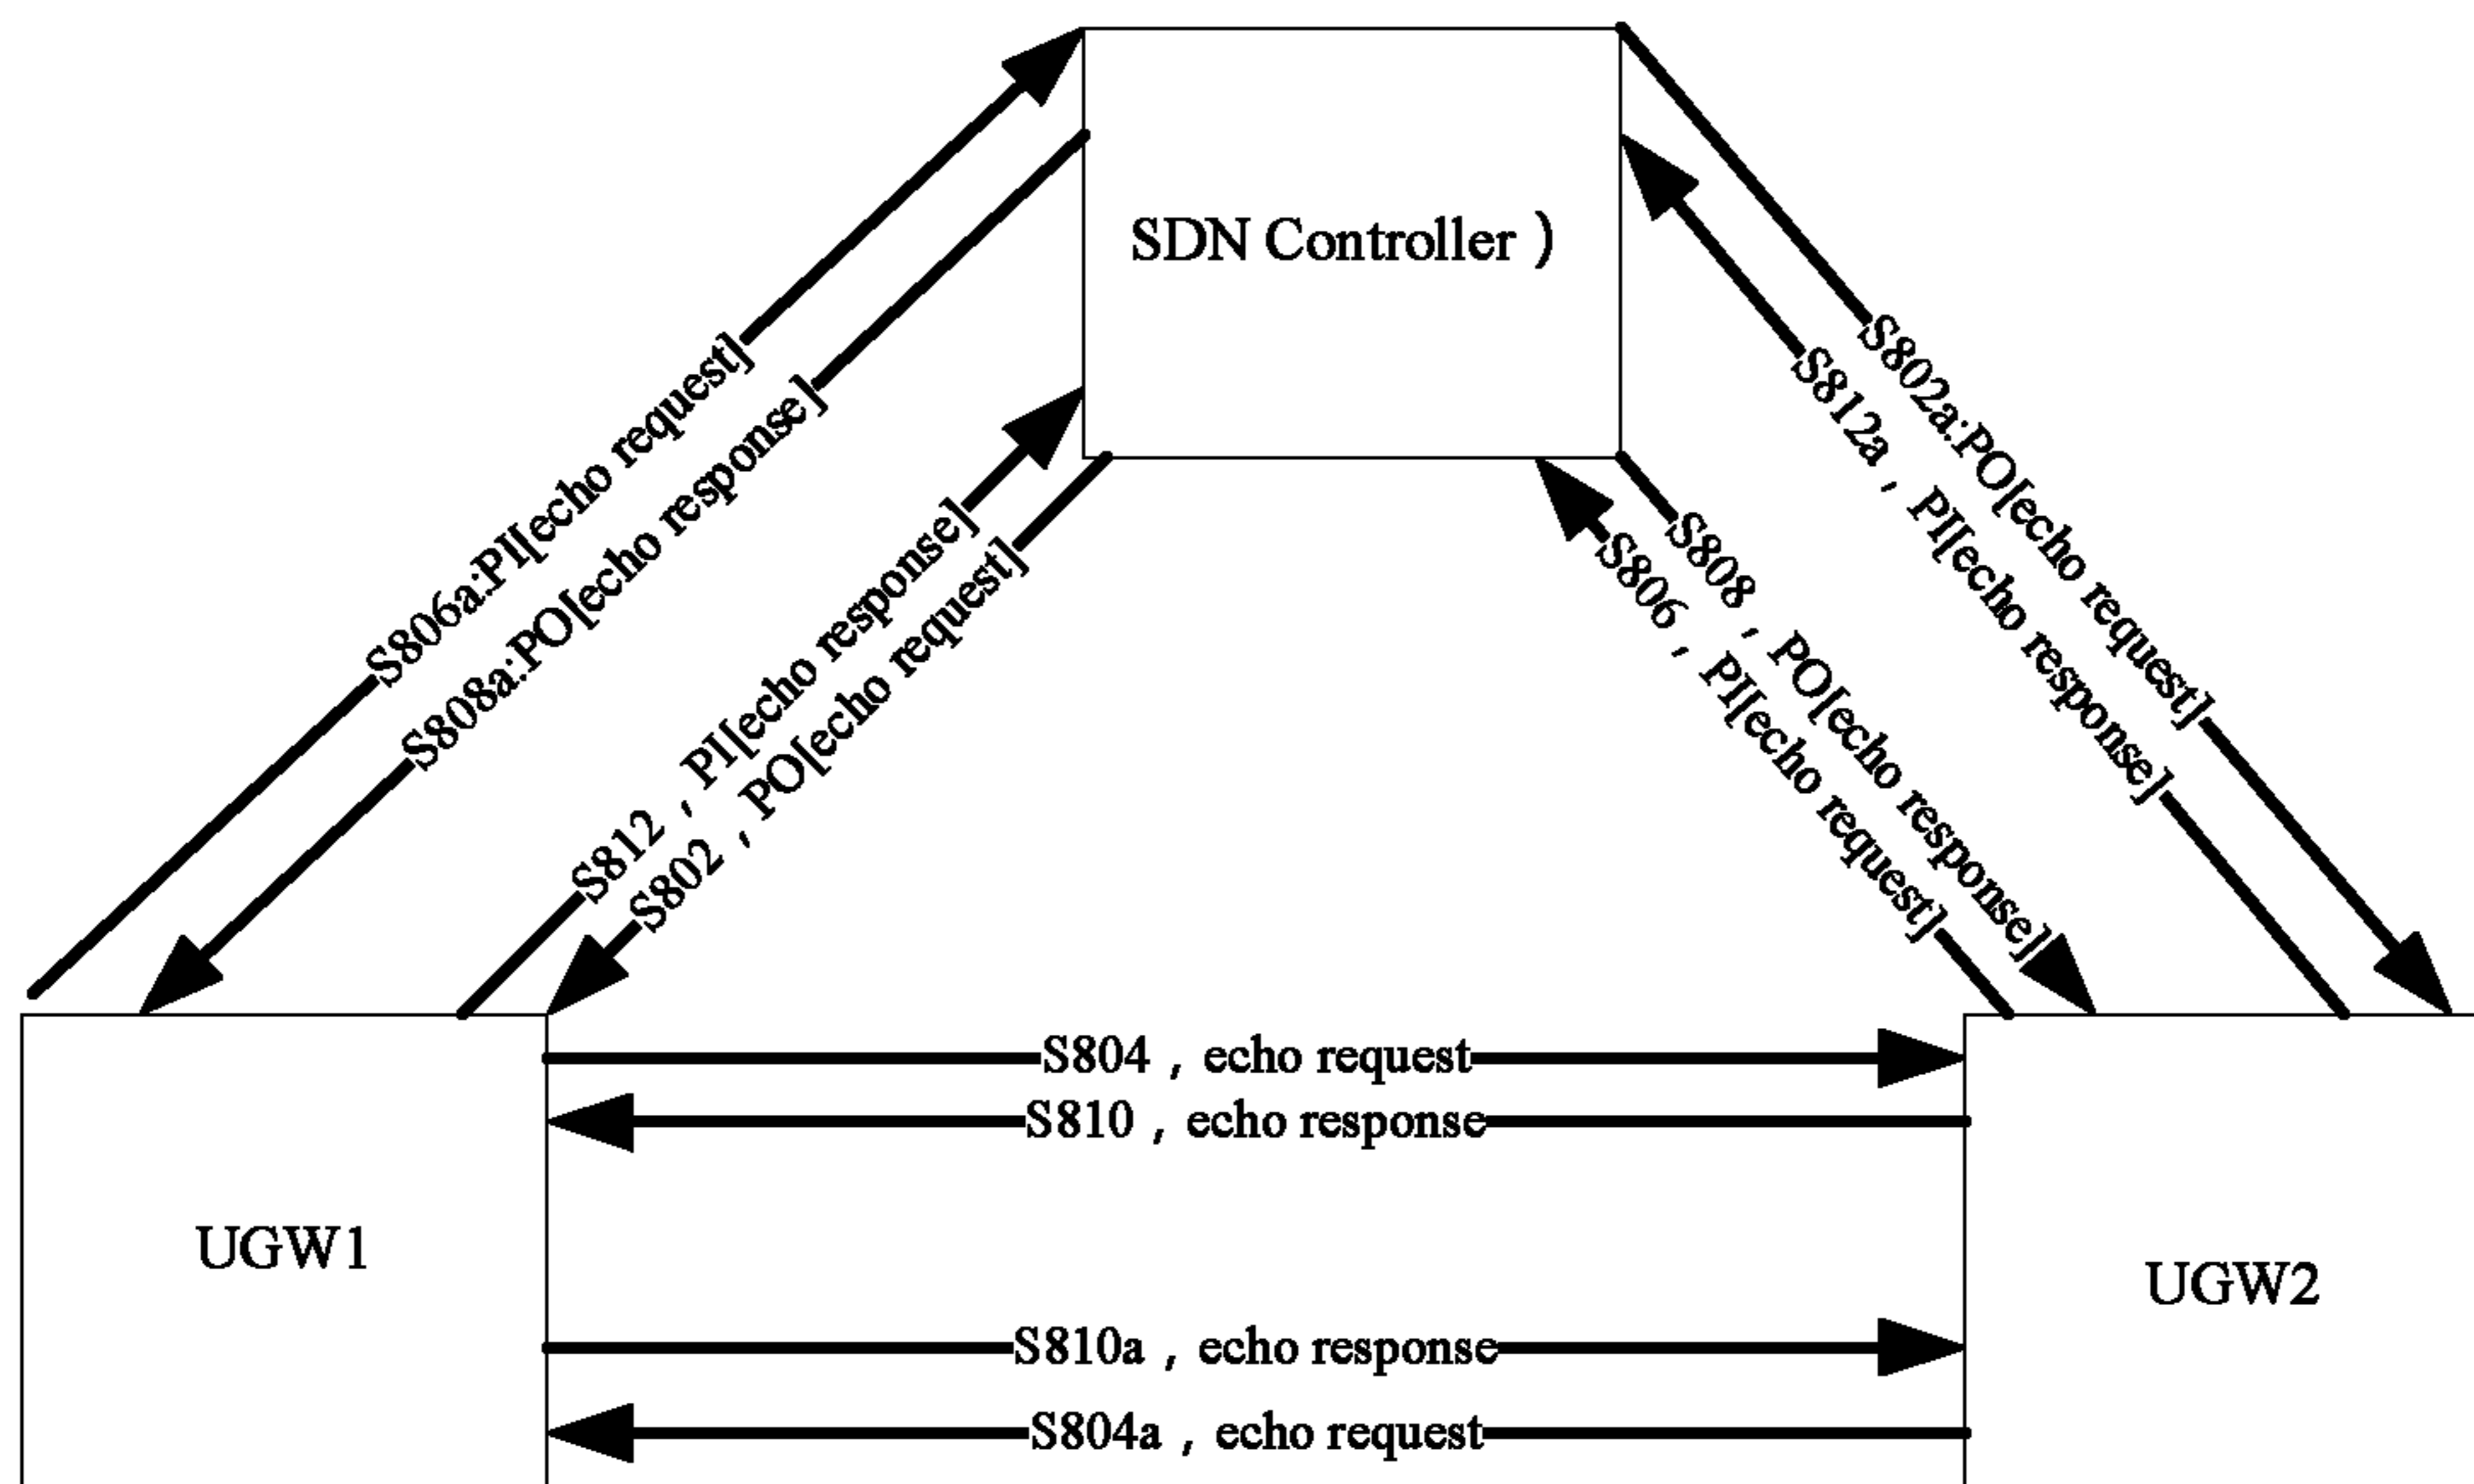 SDN Controller )
S806a:PI[echo request]
S808a:PO[echo response]
S812 , PI[echo response]
S802 , PO[echo request]
S802a:PO[echo request]
S812a , PI[echo response]
S808 , PO[echo response]
S806 , PI[echo request]
S804 , echo request
S810 , echo response
UGW1
UGW2
S810a , echo response
S804a , echo request